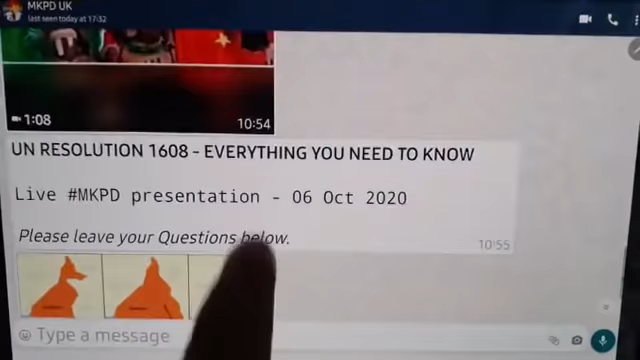 MKPD UK
last seen today at 17:32
1:08
10:54
UN RESOLUTION 1608 - EVERYTHING YOU NEED TO KNOW
Live #MKPD presentation - 06 Oct 2020
Please leave your Questions below.
10:55
Type a message